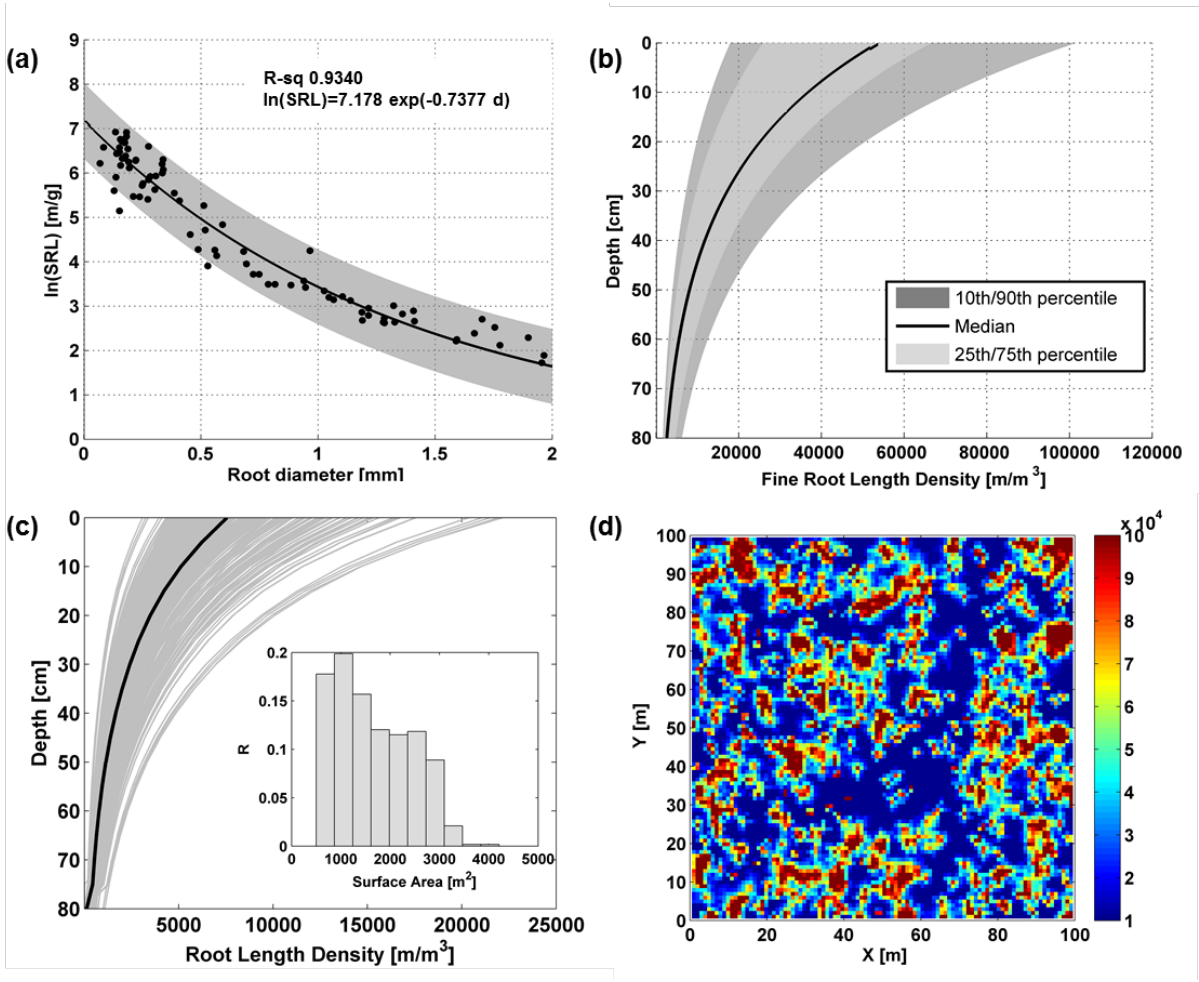 (a)
9
8
7
6
5
4
3
2
1
0
ln(SRL) [m/g]
R-sq 0.9340
ln(SRL)=7.178 exp(-0.7377 d)
0 0.5 1 1.5 2
Root diameter [mm]
(b)
0
10
20
30
40
50
60
70
80
Depth [cm]
10th/90th percentile
Median
25th/75th percentile
20000 40000 60000 80000 100000 120000
Fine Root Length Density [m/m3]
(c)
0
10
20
30
40
50
60
70
80
Depth [cm]
0.2
0.15
0.1
0.05
0
R
0 1000 2000 3000 4000 5000
Surface Area [m2]
5000 10000 15000 20000 25000
Root Length Density [m/m3]
(d)
100
90
80
70
60
50
40
30
20
10
0
Y [m]
0 20 40 60 80 100
X [m]
x 104
10
9
8
7
6
5
4
3
2
1